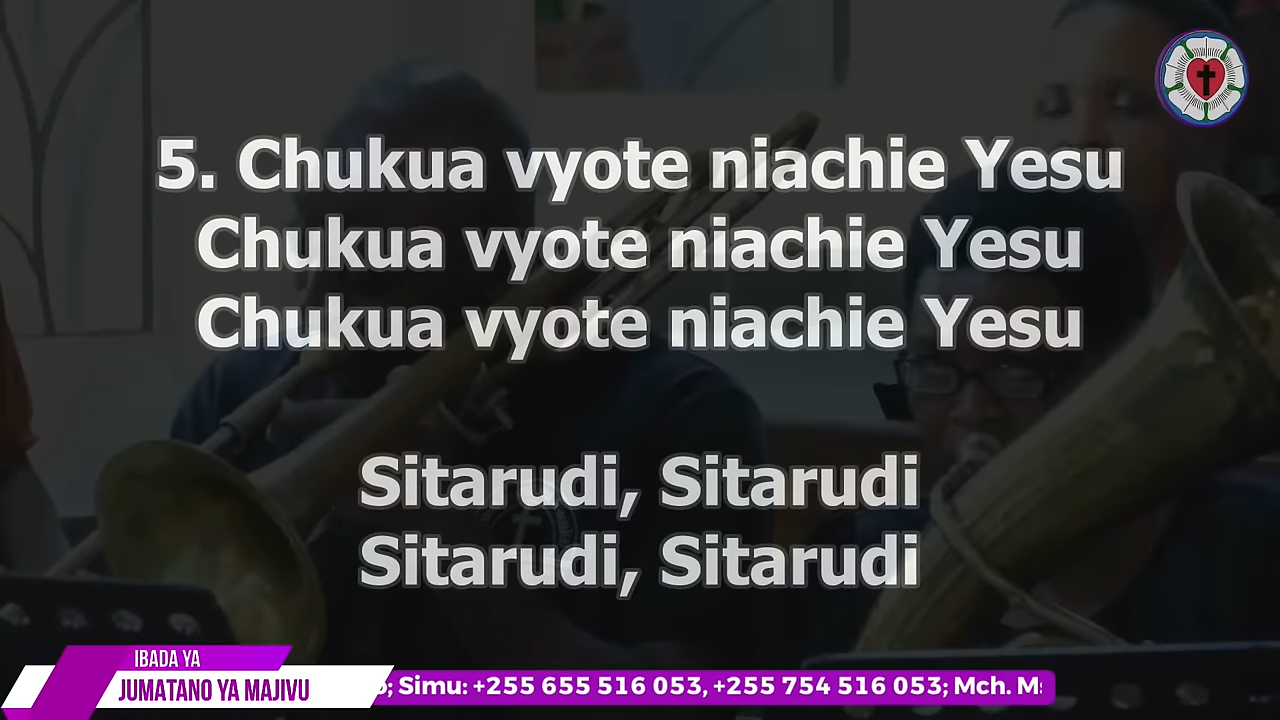 5. Chukua vyote niachie Yesu
Chukua vyote niachie Yesu
Chukua vyote niachie Yesu
Sitarudi, Sitarudi
Sitarudi, Sitarudi
IBADA YA
JUMATANO YA MAJIVU
; Simu: +255 655 516 053, +255 754 516 053; Mch.